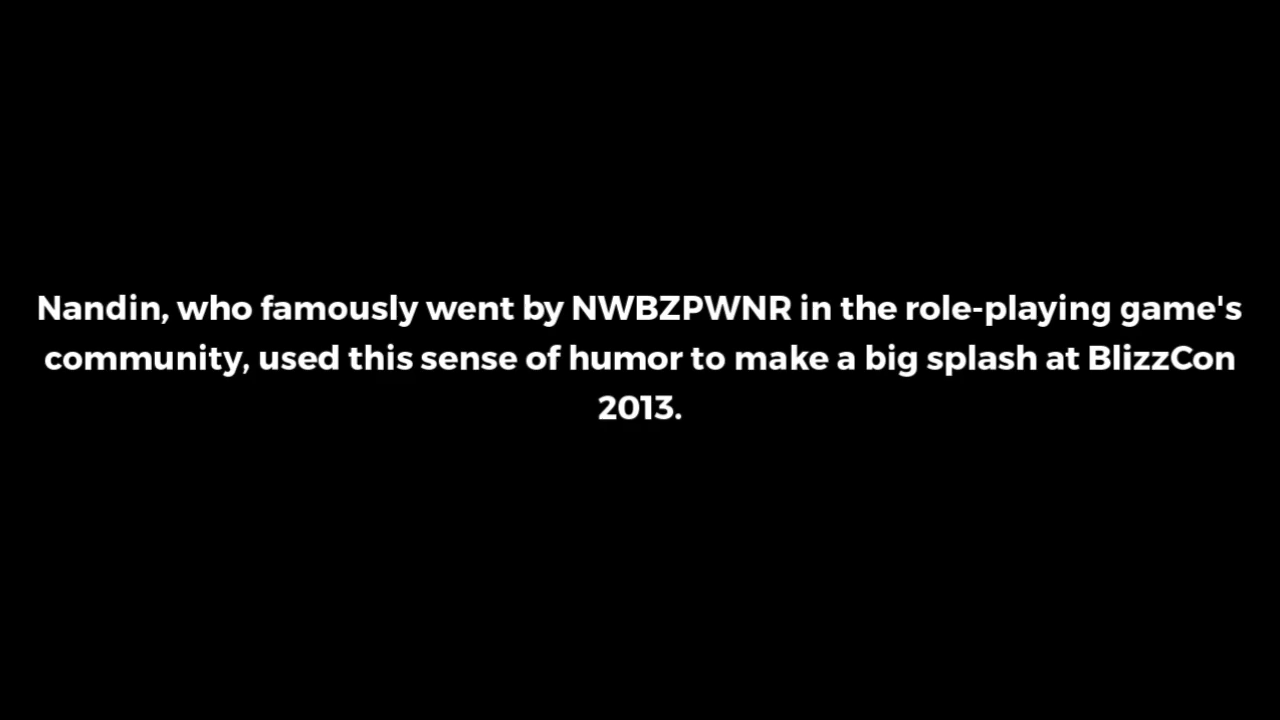 Nandin, who famously went by NWBZPWNR in the role-playing game's
community, used this sense of humor to make a big splash at BlizzCon
2013.